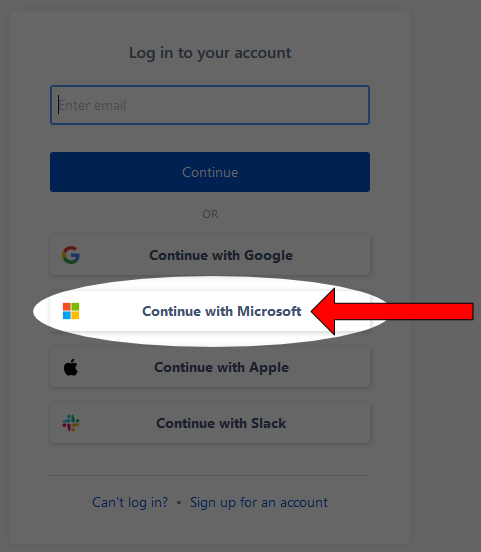 Log in to your account
Enter email
Continue
OR
Continue with Google
Continue with Microsoft
Continue with Apple
Continue with Slack
Can't log in? • Sign up for an account